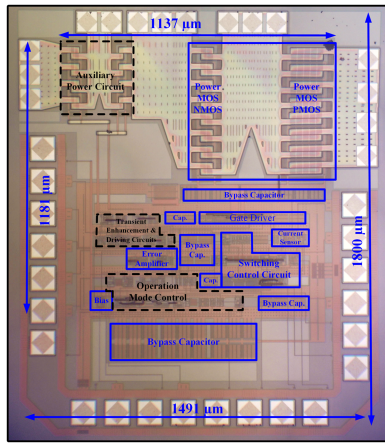 1137 µm
Auxiliary
Power Circuit
Power
MOS
NMOS
Power
MOS
PMOS
1181 µm
1800 µm
Bypass Capacitor
Transient
Enhancement &
Driving Circuits
Cap.
Gate Driver
Current
Sensor
Error
Amplifier
Bypass
Cap.
Switching
Control Circuit
Operation
Mode Control
Cap
Bias
Bypass Cap.
Bypass Capacitor
1491 µm